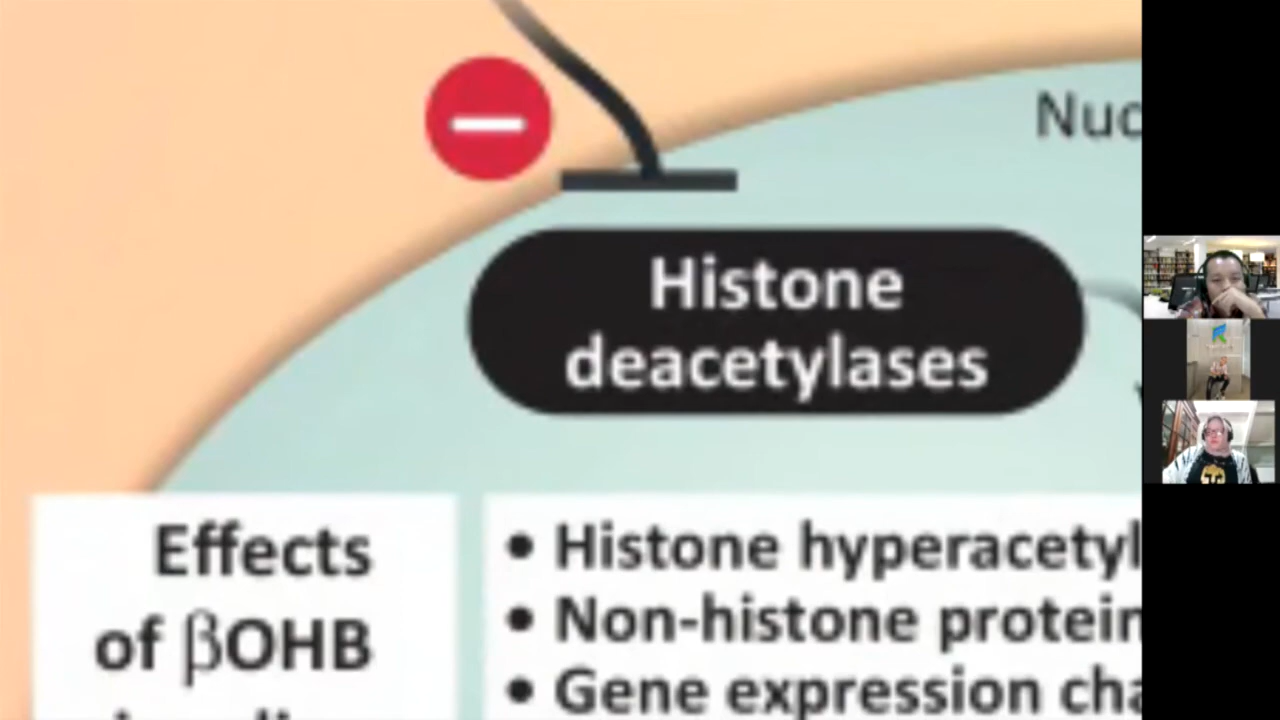 Nuc
Histone
deacetylases
Effects
of βOHB
• Histone hyperacetyl
• Non-histone protein
• Gene expression cha